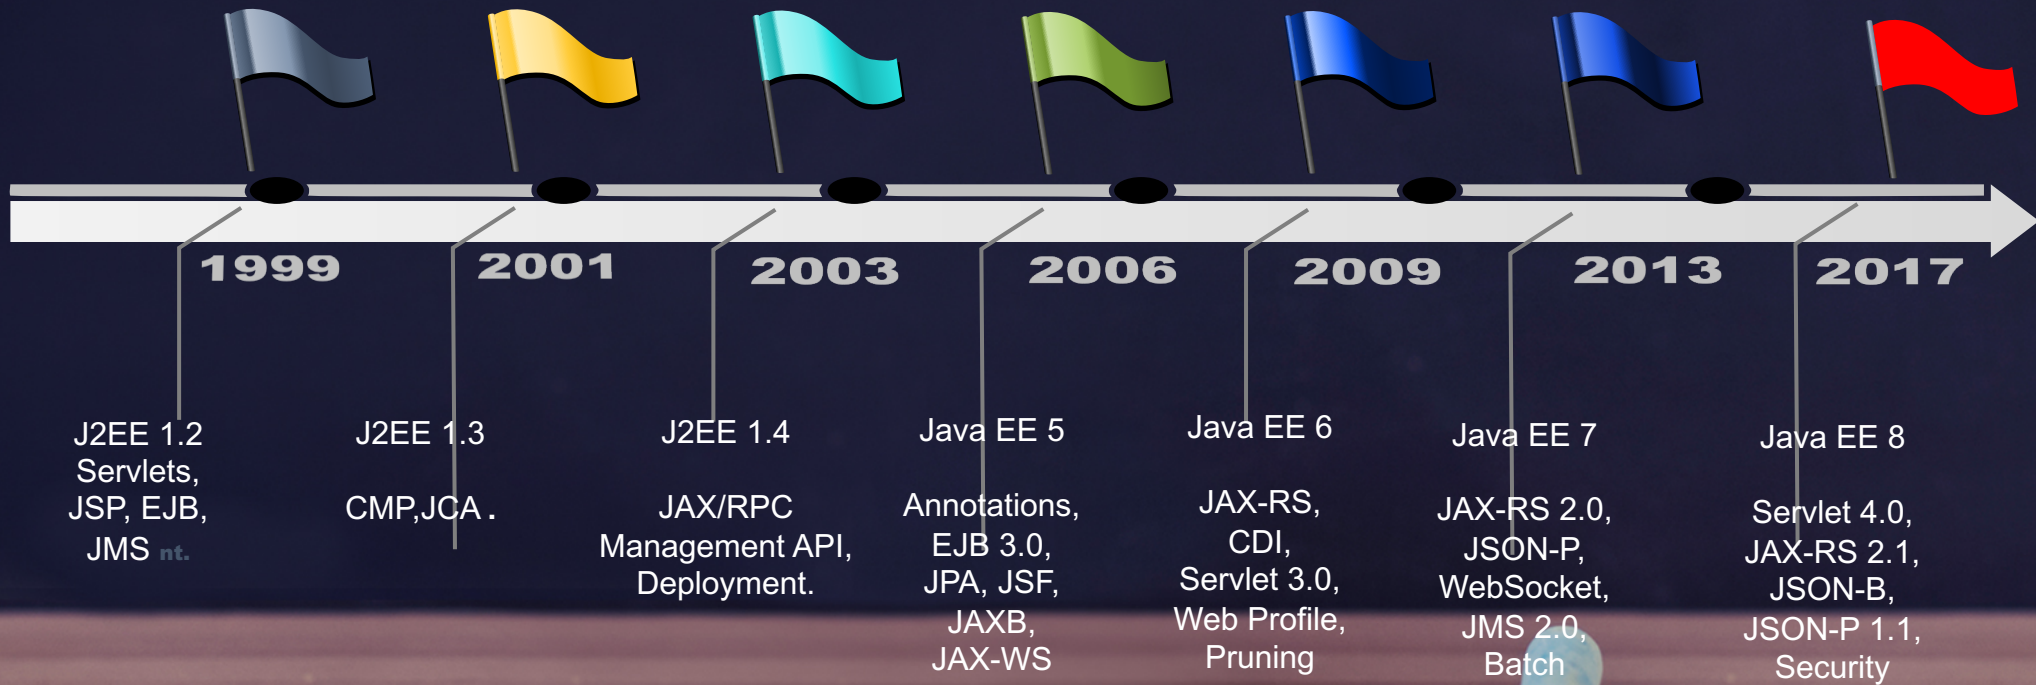 1999
2001
2003
2006
2009
2013
2017
J2EE 1.2
Servlets,
JSP, EJB,
JMS nt.
J2EE 1.3
CMP,JCA .
J2EE 1.4
JAX/RPC
Management API,
Deployment.
Java EE 5
Annotations,
EJB 3.0,
JPA, JSF,
JAXB,
JAX-WS
Java EE 6
JAX-RS,
CDI,
Servlet 3.0,
Web Profile,
Pruning
Java EE 7
JAX-RS 2.0,
JSON-P,
WebSocket,
JMS 2.0,
Batch
Java EE 8
Servlet 4.0,
JAX-RS 2.1,
JSON-B,
JSON-P 1.1,
Security